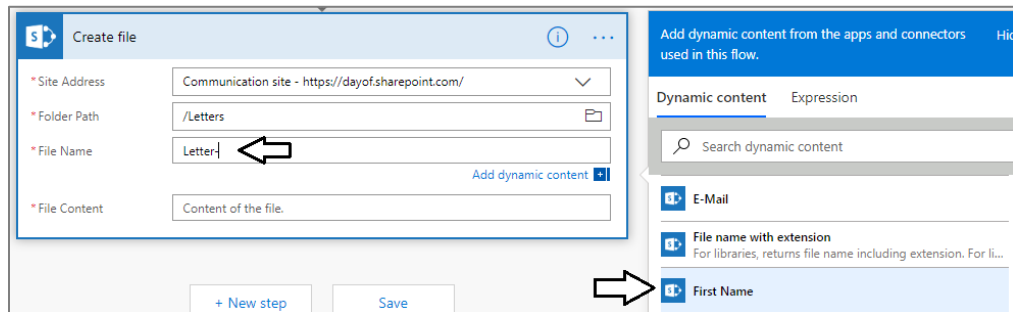 Create file
*Site Address
Communication site - https://dayof.sharepoint.com/
*Folder Path
/Letters
*File Name
Letter-
Add dynamic content
*File Content
Content of the file.
+ New step
Save
Add dynamic content from the apps and connectors
used in this flow.
Hid
Dynamic content
Expression
Search dynamic content
E-Mail
File name with extension
For libraries, returns file name including extension. For li...
First Name